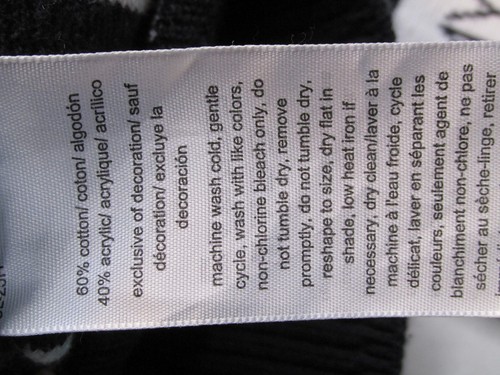 60% cotton/ coton/ algodón
40% acrylic/ acrylique/ acrílico
exclusive of decoration/ sauf
décoration/ excluye la
decoración
machine wash cold, gentle
cycle, wash with like colors,
non-chlorine bleach only, do
not tumble dry, remove
promptly, do not tumble dry,
reshape to size, dry flat in
shade, low heat iron if
necessary, dry clean/laver à la
machine à l'eau froide, cycle
délicat, laver en séparant les
couleurs, seulement agent de
blanchiment non-chlore, ne pas
sécher au sèche-linge, retirer